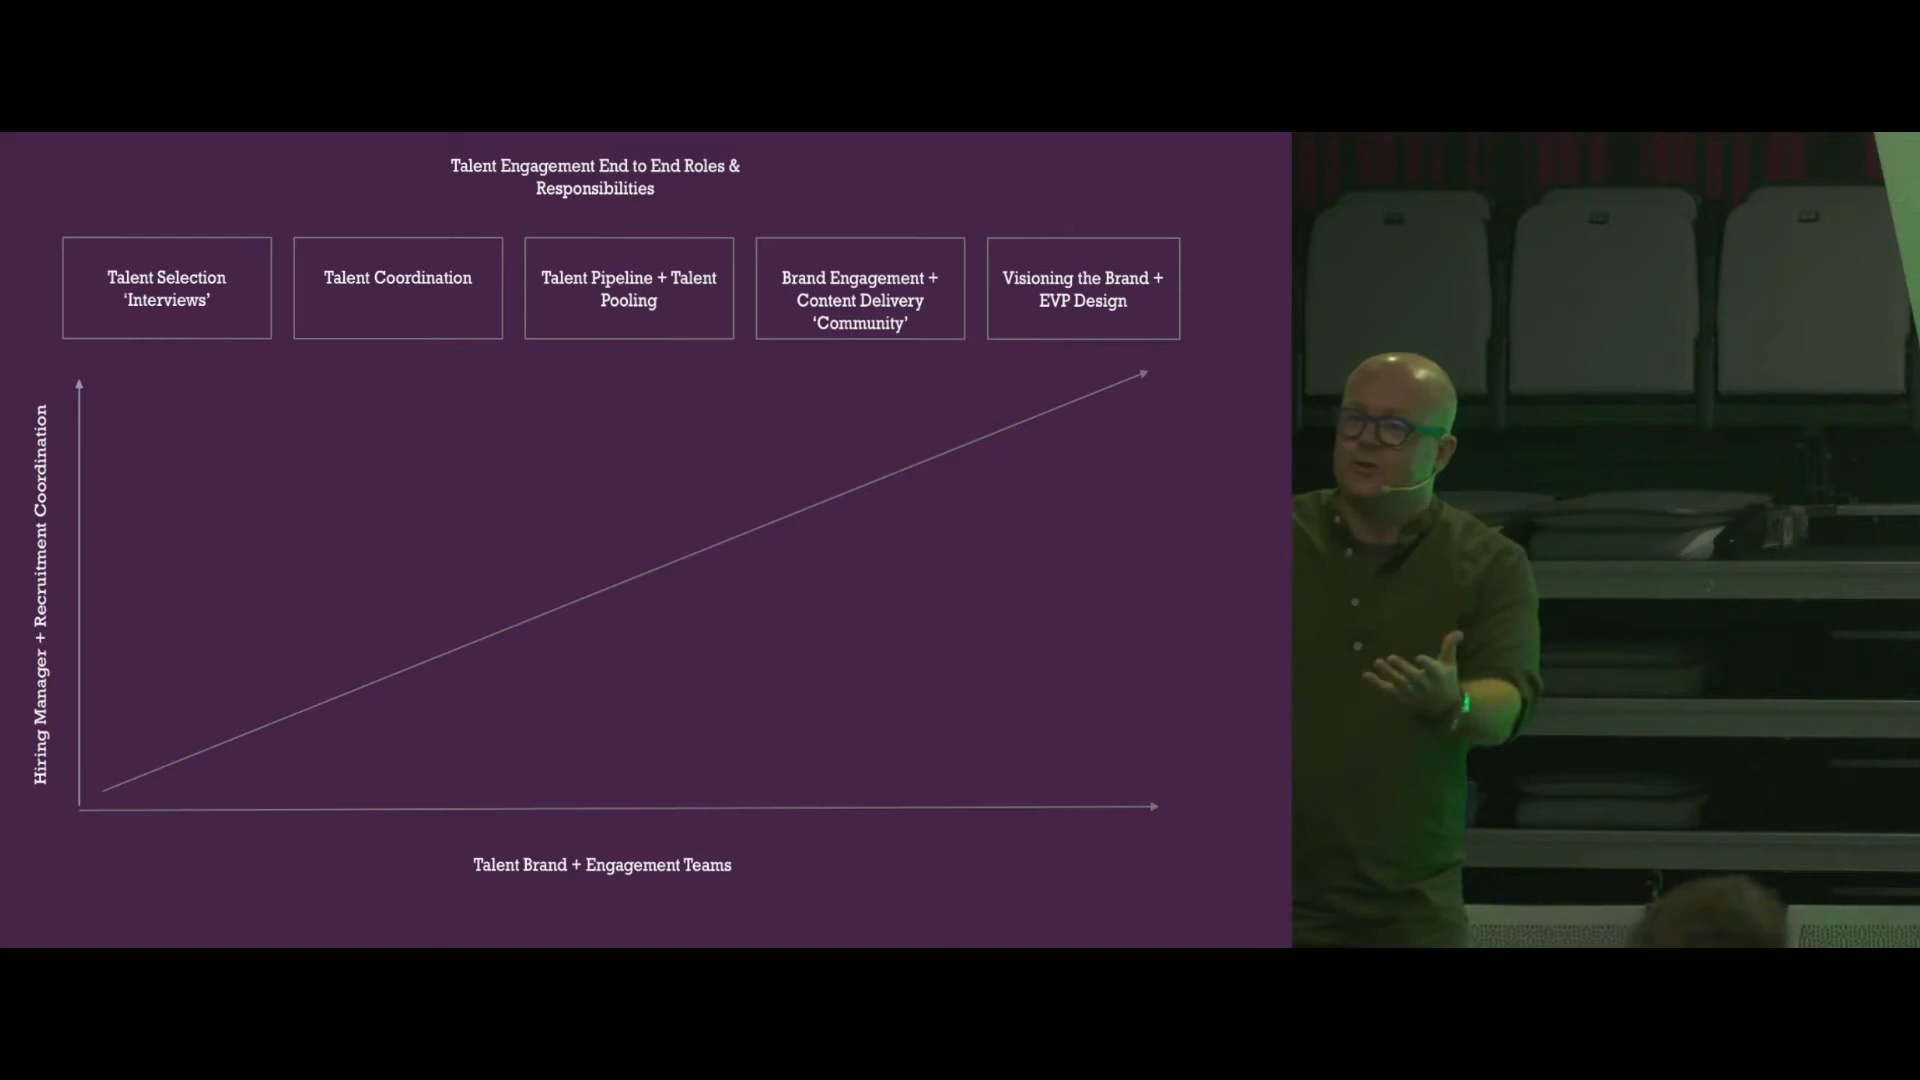 Talent Engagement End to End Roles &
Responsibilities
Talent Selection
‘Interviews’
Talent Coordination
Talent Pipeline + Talent
Pooling
Brand Engagement +
Content Delivery
‘Community’
Visioning the Brand +
EVP Design
Hiring Manager + Recruitment Coordination
Talent Brand + Engagement Teams